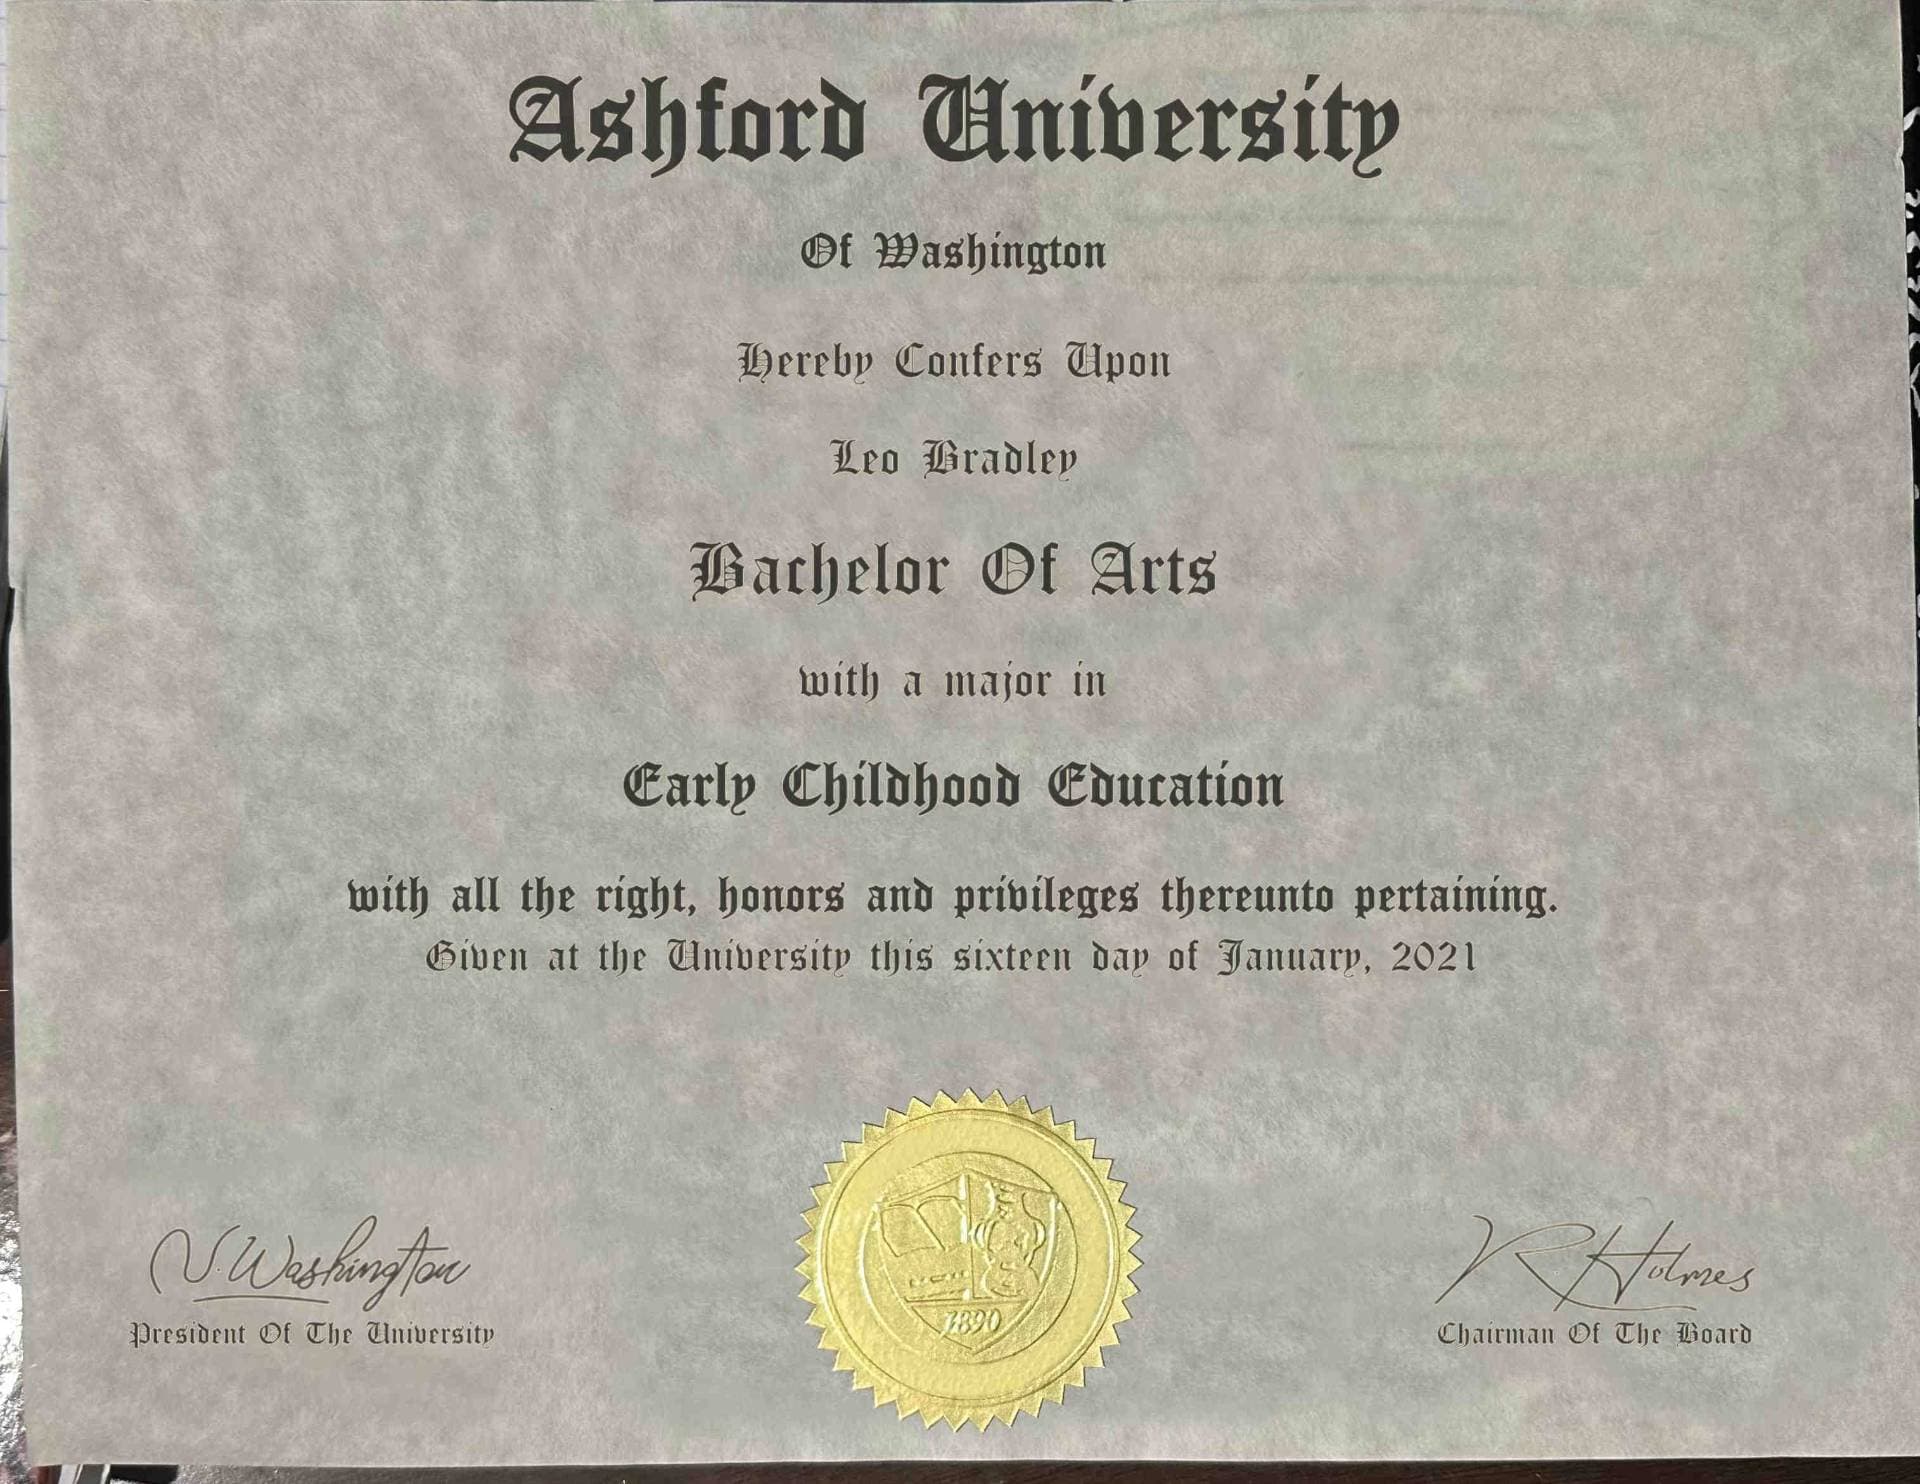 Ashford University
Of Washington
Hereby Confers Upon
Leo Bradley
Bachelor Of Arts
with a major in
Early Childhood Education
with all the right, honors and privileges thereunto pertaining.
Given at the University this sixteen day of January, 2021
V. Washington
President Of The University
1890
R Holmes
Chairman Of The Board